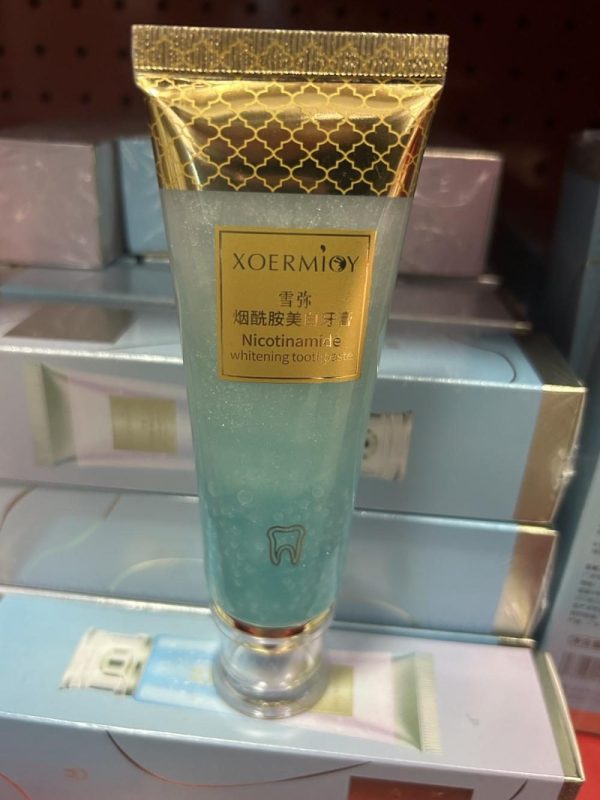 XOERMIOY
雪弥
烟酰胺美白牙膏
Nicotinamide
whitening toothpaste